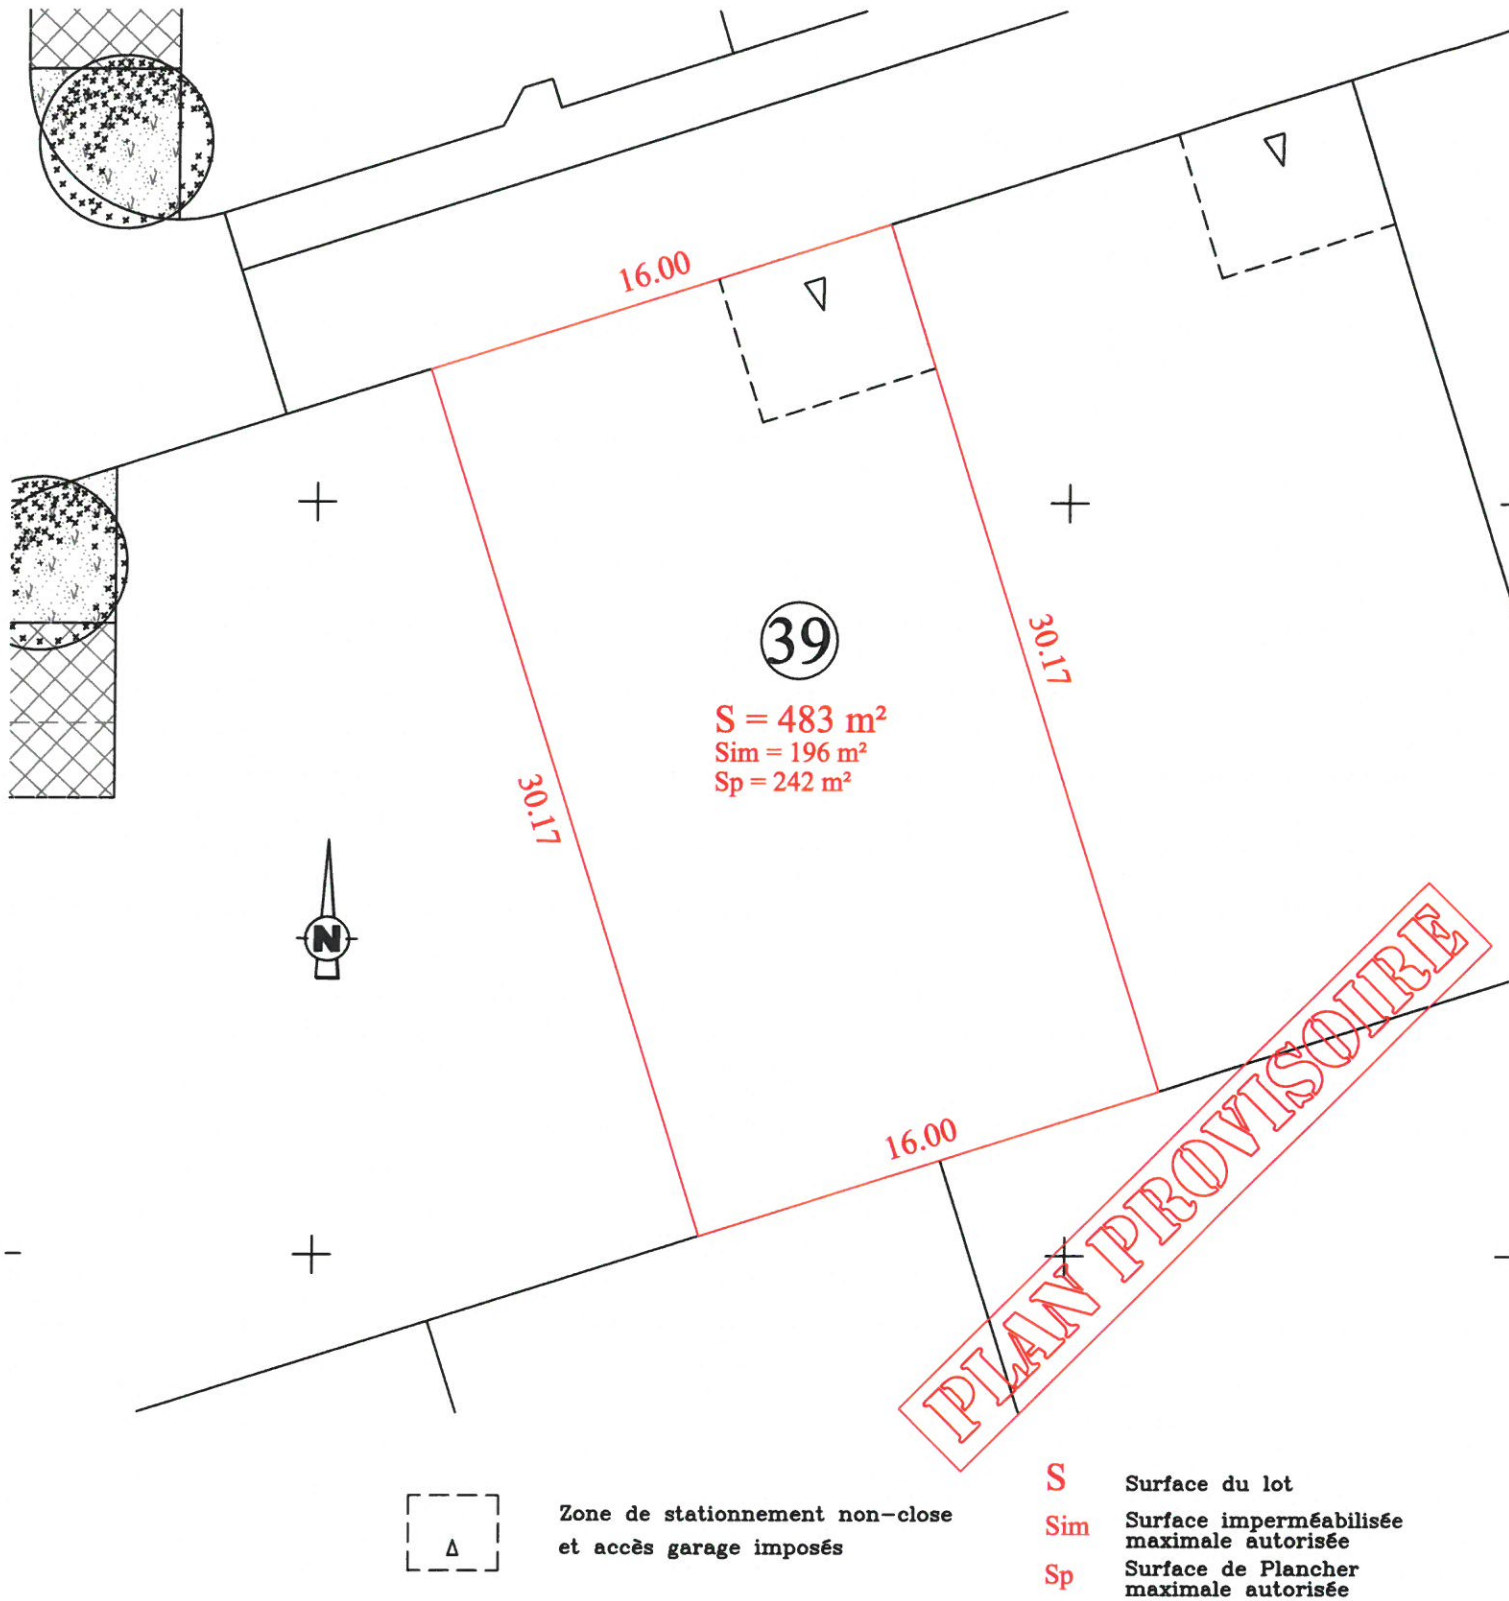 16.00
39
30.17
S = 483 m²
Sim = 196 m²
Sp = 242 m²
30.17
N
16.00
PLAN PROVISOIRE
Zone de stationnement non-close
et accès garage imposés
S Surface du lot
Sim Surface imperméabilisée
maximale autorisée
Sp Surface de Plancher
maximale autorisée